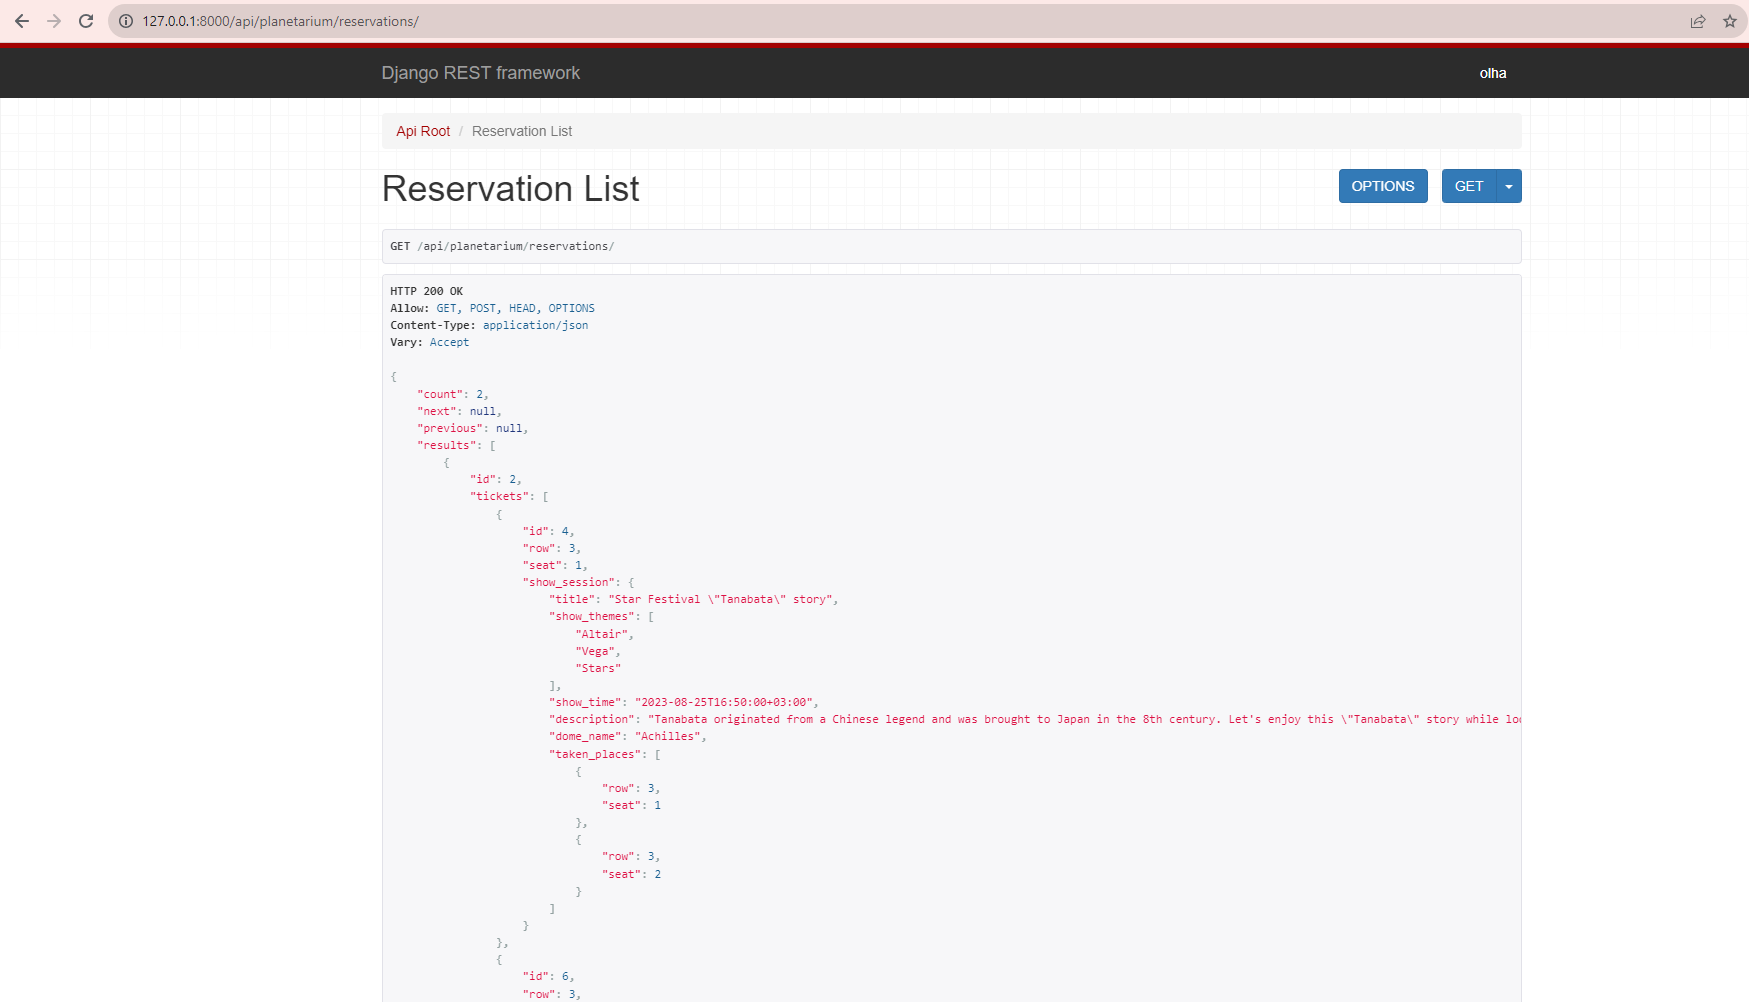 127.0.0.1:8000/api/planetarium/reservations/
Django REST framework
olha
Api Root / Reservation List
Reservation List
OPTIONS
GET
GET /api/planetarium/reservations/
HTTP 200 OK
Allow: GET, POST, HEAD, OPTIONS
Content-Type: application/json
Vary: Accept
{
"count": 2,
"next": null,
"previous": null,
"results": [
{
"id": 2,
"tickets": [
{
"id": 4,
"row": 3,
"seat": 1,
"show_session": {
"title": "Star Festival \"Tanabata\" story",
"show_themes": [
"Altair",
"Vega",
"Stars"
],
"show_time": "2023-08-25T16:50:00+03:00",
"description": "Tanabata originated from a Chinese legend and was brought to Japan in the 8th century. Let's enjoy this \"Tanabata\" story while
"dome_name": "Achilles",
"taken_places": [
{
"row": 3,
"seat": 1
},
{
"row": 3,
"seat": 2
}
]
}
},
{
"id": 6,
"row": 3,